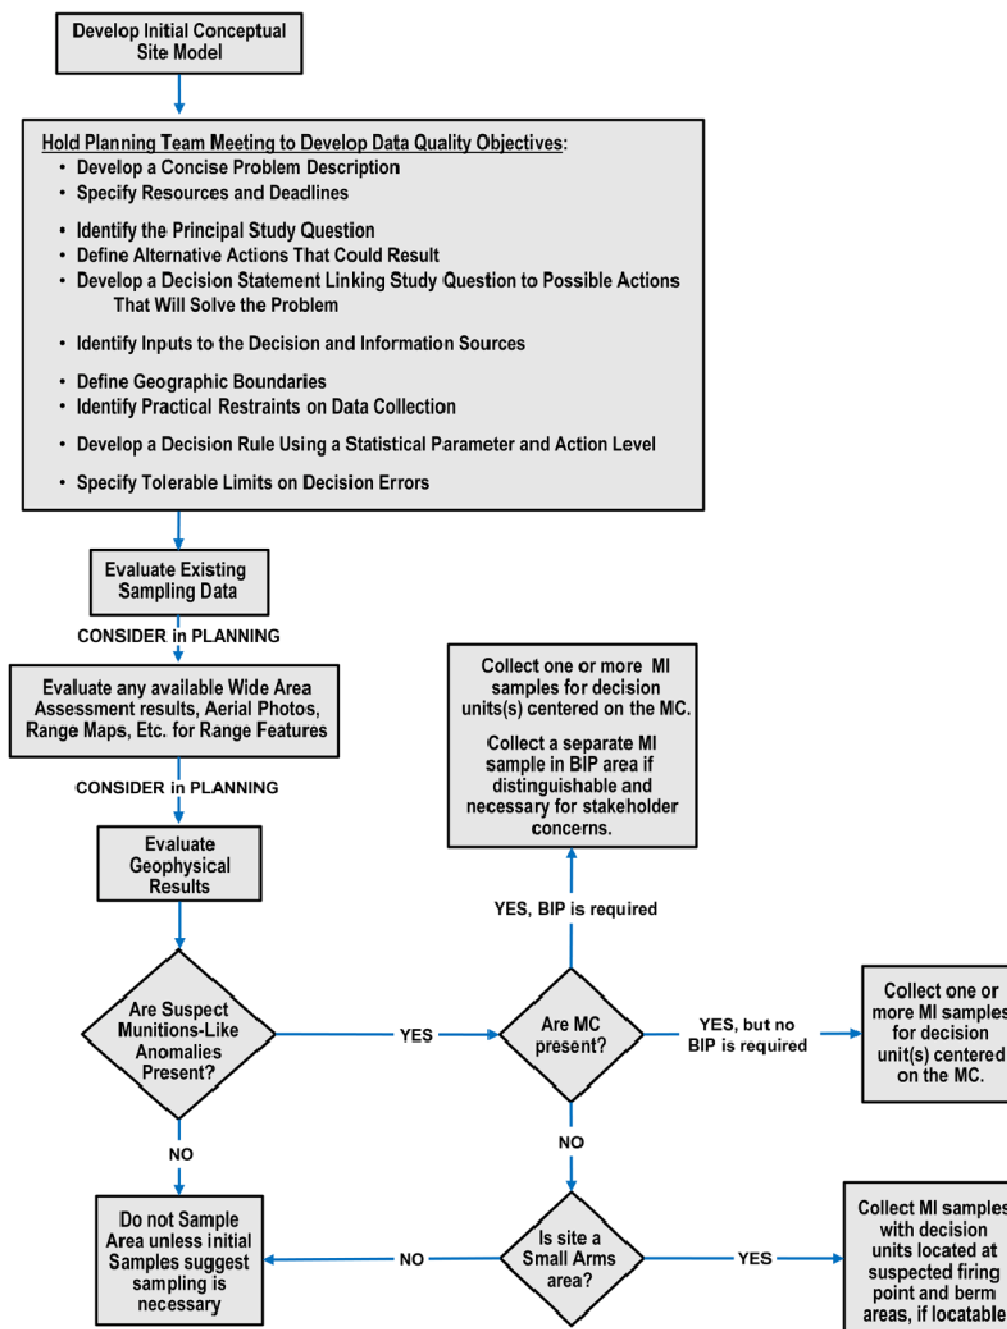 Develop Initial Conceptual
Site Model
Hold Planning Team Meeting to Develop Data Quality Objectives:
• Develop a Concise Problem Description
• Specify Resources and Deadlines
• Identify the Principal Study Question
• Define Alternative Actions That Could Result
• Develop a Decision Statement Linking Study Question to Possible Actions
That Will Solve the Problem
• Identify Inputs to the Decision and Information Sources
• Define Geographic Boundaries
• Identify Practical Restraints on Data Collection
• Develop a Decision Rule Using a Statistical Parameter and Action Level
• Specify Tolerable Limits on Decision Errors
Evaluate Existing
Sampling Data
CONSIDER in PLANNING
Evaluate any available Wide Area
Assessment results, Aerial Photos,
Range Maps, Etc. for Range Features
CONSIDER in PLANNING
Evaluate
Geophysical
Results
Collect one or more MI
samples for decision
units(s) centered on the MC.
Collect a separate MI
sample in BIP area if
distinguishable and
necessary for stakeholder
concerns.
YES, BIP is required
Are Suspect
Munitions-Like
Anomalies
Present?
YES
Are MC
present?
YES, but no
BIP is required
Collect one or
more MI samples
for decision
unit(s) centered
on the MC.
NO
NO
Do not Sample
Area unless initial
Samples suggest
sampling is
necessary
NO
Is site a
Small Arms
area?
YES
Collect MI samples
with decision
units located at
suspected firing
point and berm
areas, if locatable